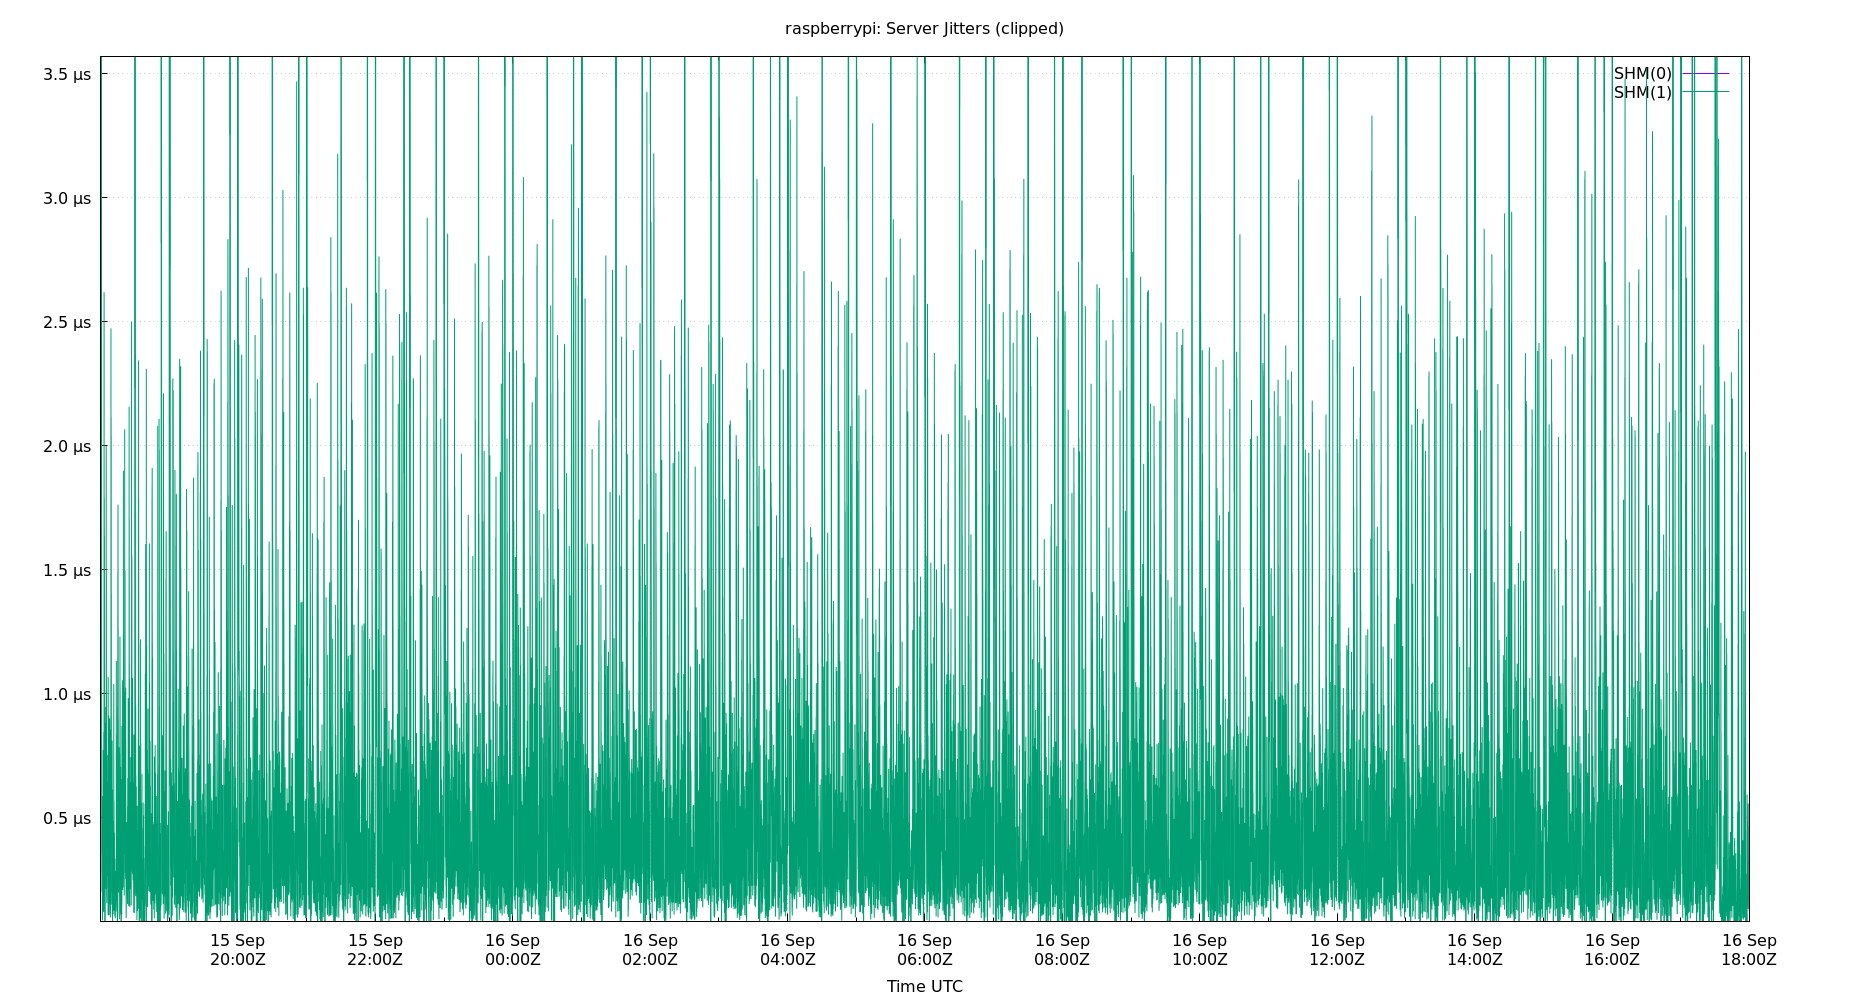 raspberrypi: Server Jitters (clipped)
SHM(0)
SHM(1)
3.5 µs
3.0 µs
2.5 µs
2.0 µs
1.5 µs
1.0 µs
0.5 µs
15 Sep 15 Sep 16 Sep 16 Sep 16 Sep 16 Sep 16 Sep 16 Sep 16 Sep 16 Sep 16 Sep 16 Sep
20:00Z 22:00Z 00:00Z 02:00Z 04:00Z 06:00Z 08:00Z 10:00Z 12:00Z 14:00Z 16:00Z 18:00Z
Time UTC